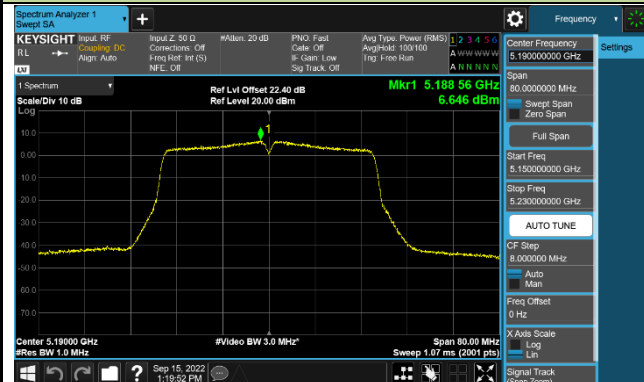 Spectrum Analyzer 1
Swept SA
+
Frequency
KEYSIGHT
RL
LXI
Input: RF
Coupling: DC
Align: Auto
Input Z: 50 Ω
Corrections: Off
Freq Ref: Int (S)
NFE: Off
#Atten: 20 dB
PNO: Fast
Gate: Off
IF Gain: Low
Sig Track: Off
Avg Type: Power (RMS)
Avg|Hold: 100/100
Trig: Free Run
1 2 3 4 5 6
A W W W W W
A N N N N N
1 Spectrum
Scale/Div 10 dB
Log
Ref Lvl Offset 22.40 dB
Ref Level 20.00 dBm
Mkr1 5.188 56 GHz
6.646 dBm
1
10.0
0.00
-10.0
-20.0
-30.0
-40.0
-50.0
-60.0
-70.0
Center 5.19000 GHz
#Res BW 1.0 MHz
#Video BW 3.0 MHz*
Span 80.00 MHz
Sweep 1.07 ms (2001 pts)
Center Frequency
5.190000000 GHz
Span
80.0000000 MHz
Swept Span
Zero Span
Full Span
Start Freq
5.150000000 GHz
Stop Freq
5.230000000 GHz
AUTO TUNE
CF Step
8.000000 MHz
Auto
Man
Freq Offset
0 Hz
X Axis Scale
Log
Lin
Signal Track
(Span Zoom)
Settings
?
Sep 15, 2022
1:19:52 PM